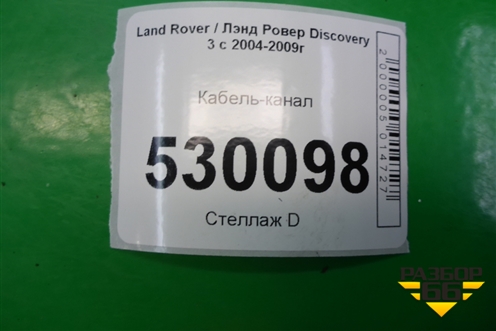 Land Rover / Лэнд Ровер Discovery
3 с 2004-2009г
Кабель-канал
530098
Стеллаж D
2000005014727
РАЗБОР
66